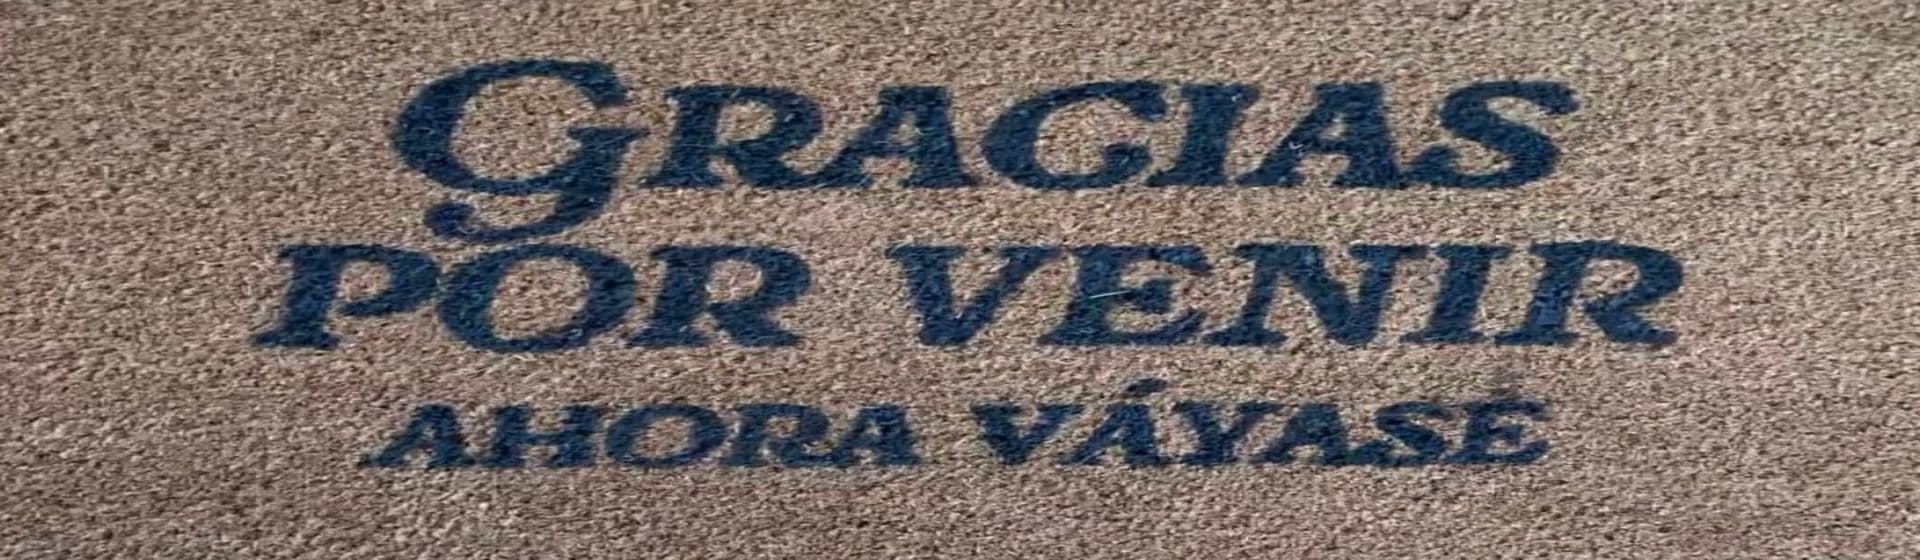 GRACIAS
POR VENIR
AHORA VÁYASE